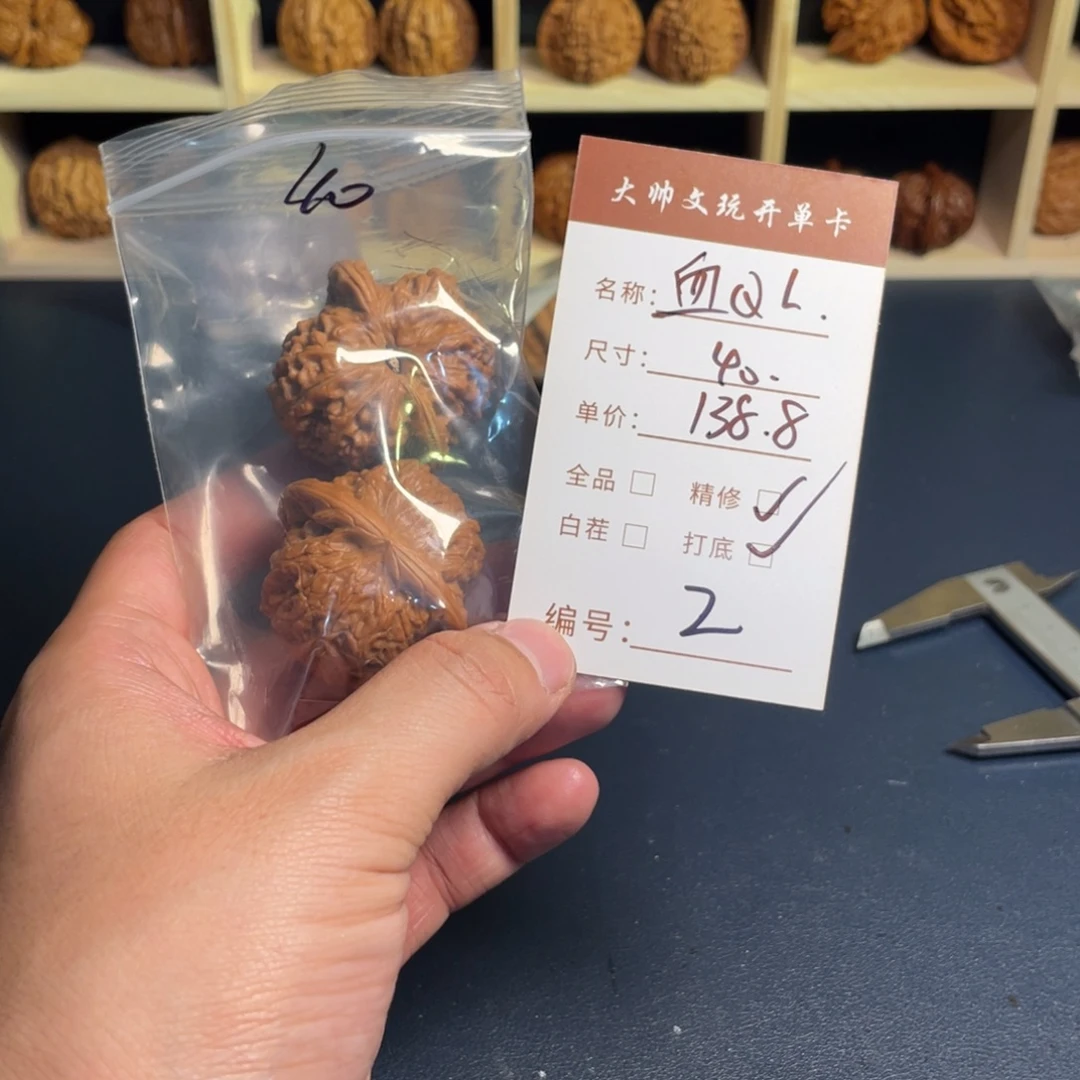 40
大帅文玩开单卡
名称: 血QL.
尺寸: 40.
单价: 138.8
全品 □ 精修 ☑
白茬 □ 打底 ☑
编号: 2